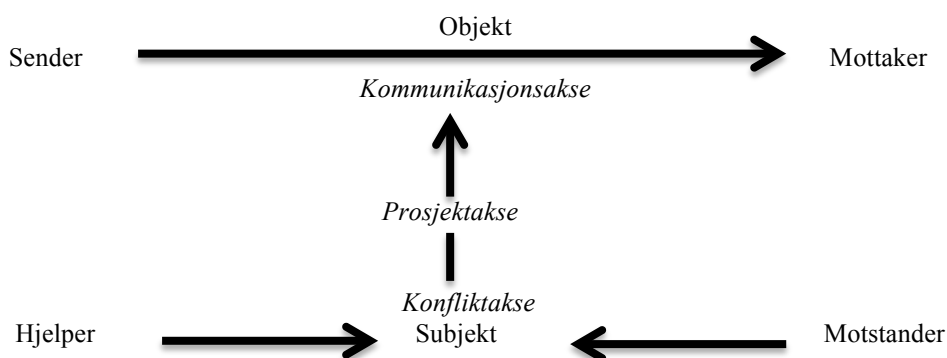 Objekt
Sender Mottaker
Kommunikasjonsakse
Prosjektakse
Konfliktakse
Hjelper Subjekt Motstander